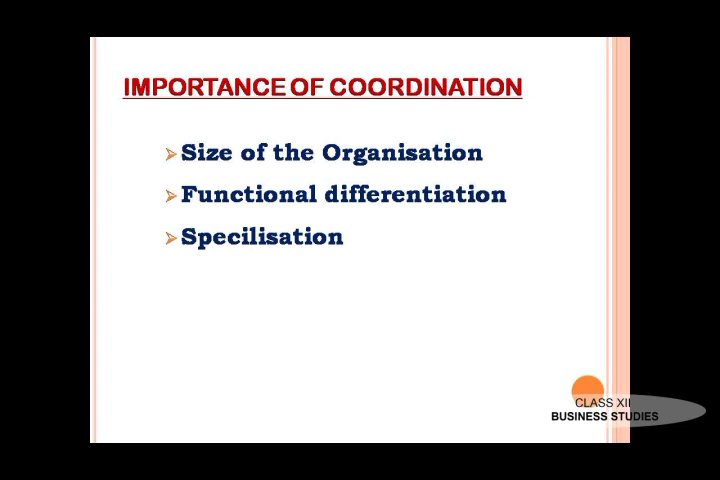 IMPORTANCE OF COORDINATION
Size of the Organisation
Functional differentiation
Specilisation
CLASS XII
BUSINESS STUDIES